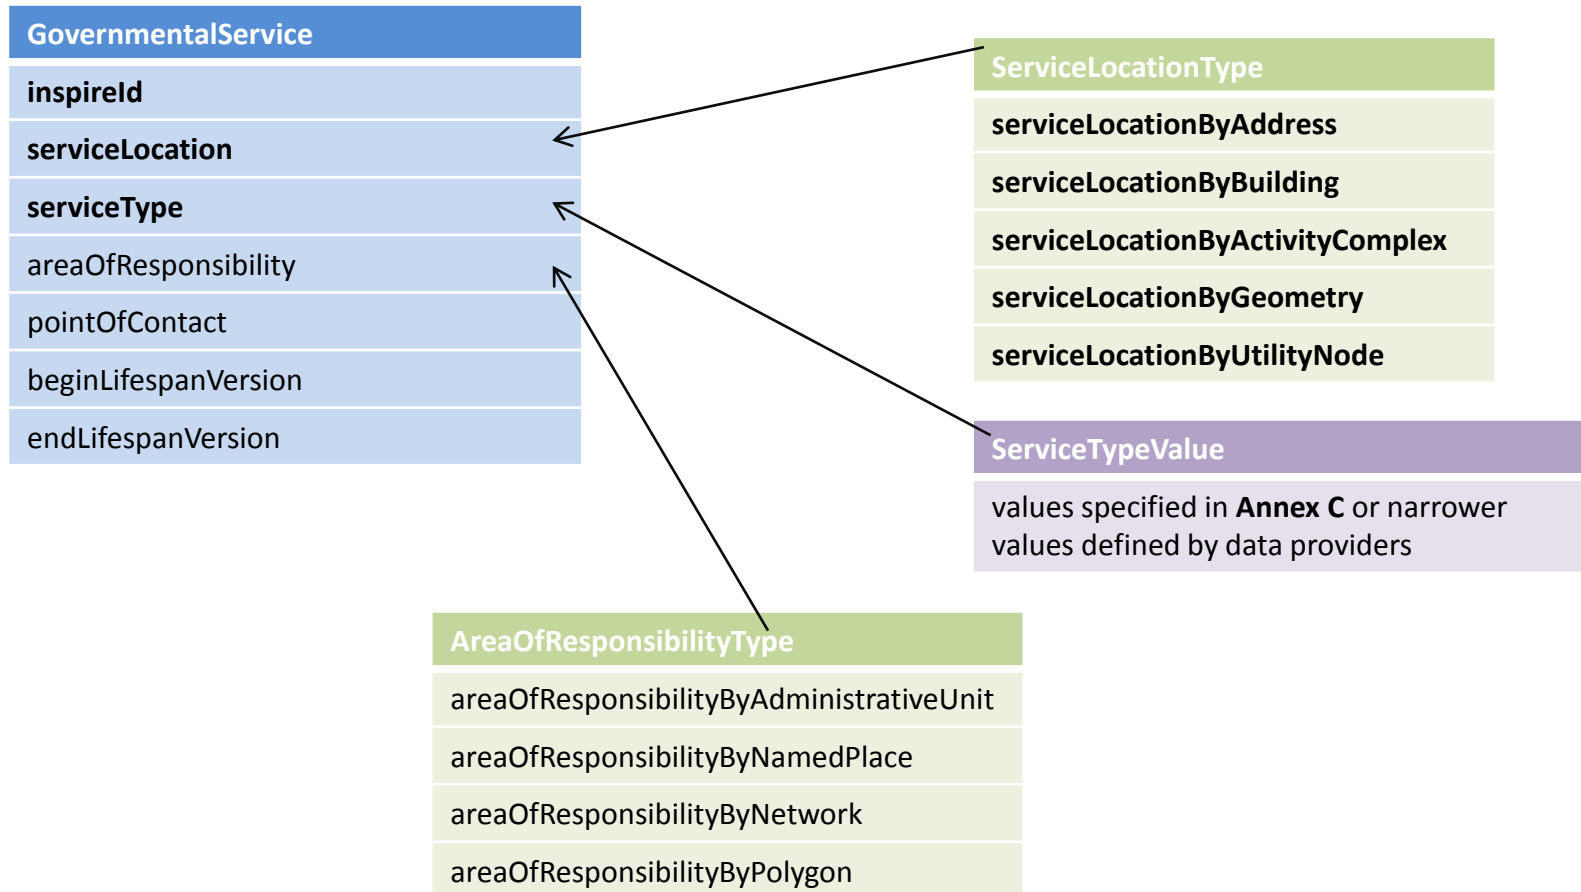 GovernmentalService
inspireId
serviceLocation
serviceType
areaOfResponsibility
pointOfContact
beginLifespanVersion
endLifespanVersion
ServiceLocationType
serviceLocationByAddress
serviceLocationByBuilding
serviceLocationByActivityComplex
serviceLocationByGeometry
serviceLocationByUtilityNode
ServiceTypeValue
values specified in Annex C or narrower
values defined by data providers
AreaOfResponsibilityType
areaOfResponsibilityByAdministrativeUnit
areaOfResponsibilityByNamedPlace
areaOfResponsibilityByNetwork
areaOfResponsibilityByPolygon